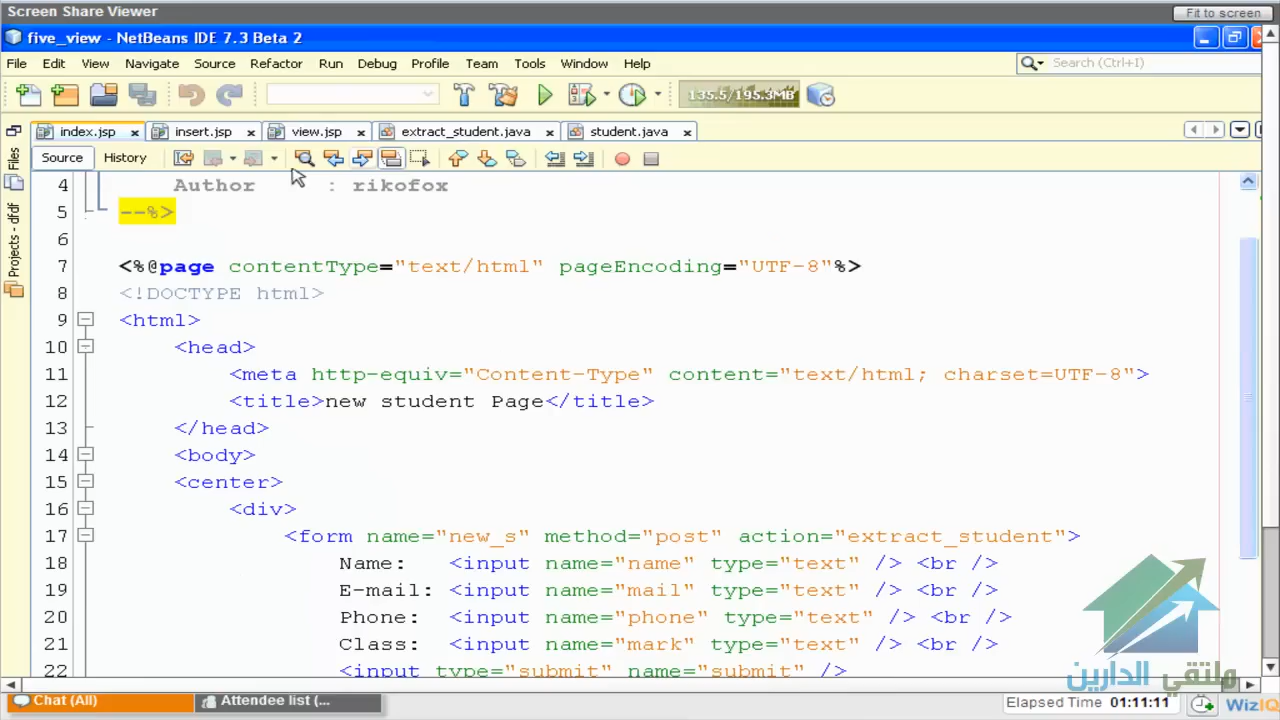 Screen Share Viewer
Fit to screen
five_view - NetBeans IDE 7.3 Beta 2
File Edit View Navigate Source Refactor Run Debug Profile Team Tools Window Help
Search (Ctrl+I)
135.5/195.3MB
index.jsp insert.jsp view.jsp extract_student.java student.java
Source History
Files
Projects - dfdf
4 Author : rikofox
5 --%>
6
7 <%@page contentType="text/html" pageEncoding="UTF-8"%>
8 <!DOCTYPE html>
9 <html>
10 <head>
11 <meta http-equiv="Content-Type" content="text/html; charset=UTF-8">
12 <title>new student Page</title>
13 </head>
14 <body>
15 <center>
16 <div>
17 <form name="new_s" method="post" action="extract_student">
18 Name: <input name="name" type="text" /> <br />
19 E-mail: <input name="mail" type="text" /> <br />
20 Phone: <input name="phone" type="text" /> <br />
21 Class: <input name="mark" type="text" /> <br />
22 <input type="submit" name="submit" />
ملتقي الدارين
Chat (All)
Attendee list (...
Elapsed Time 01:11:11
WizIQ